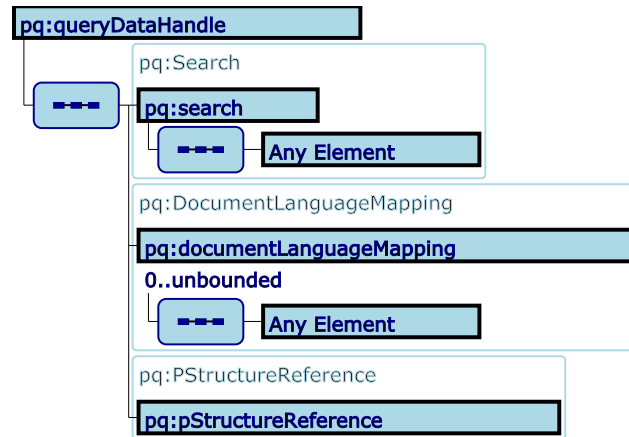 pq:queryDataHandle
pq:Search
pq:search
Any Element
pq:DocumentLanguageMapping
pq:documentLanguageMapping
0..unbounded
Any Element
pq:PStructureReference
pq:pStructureReference